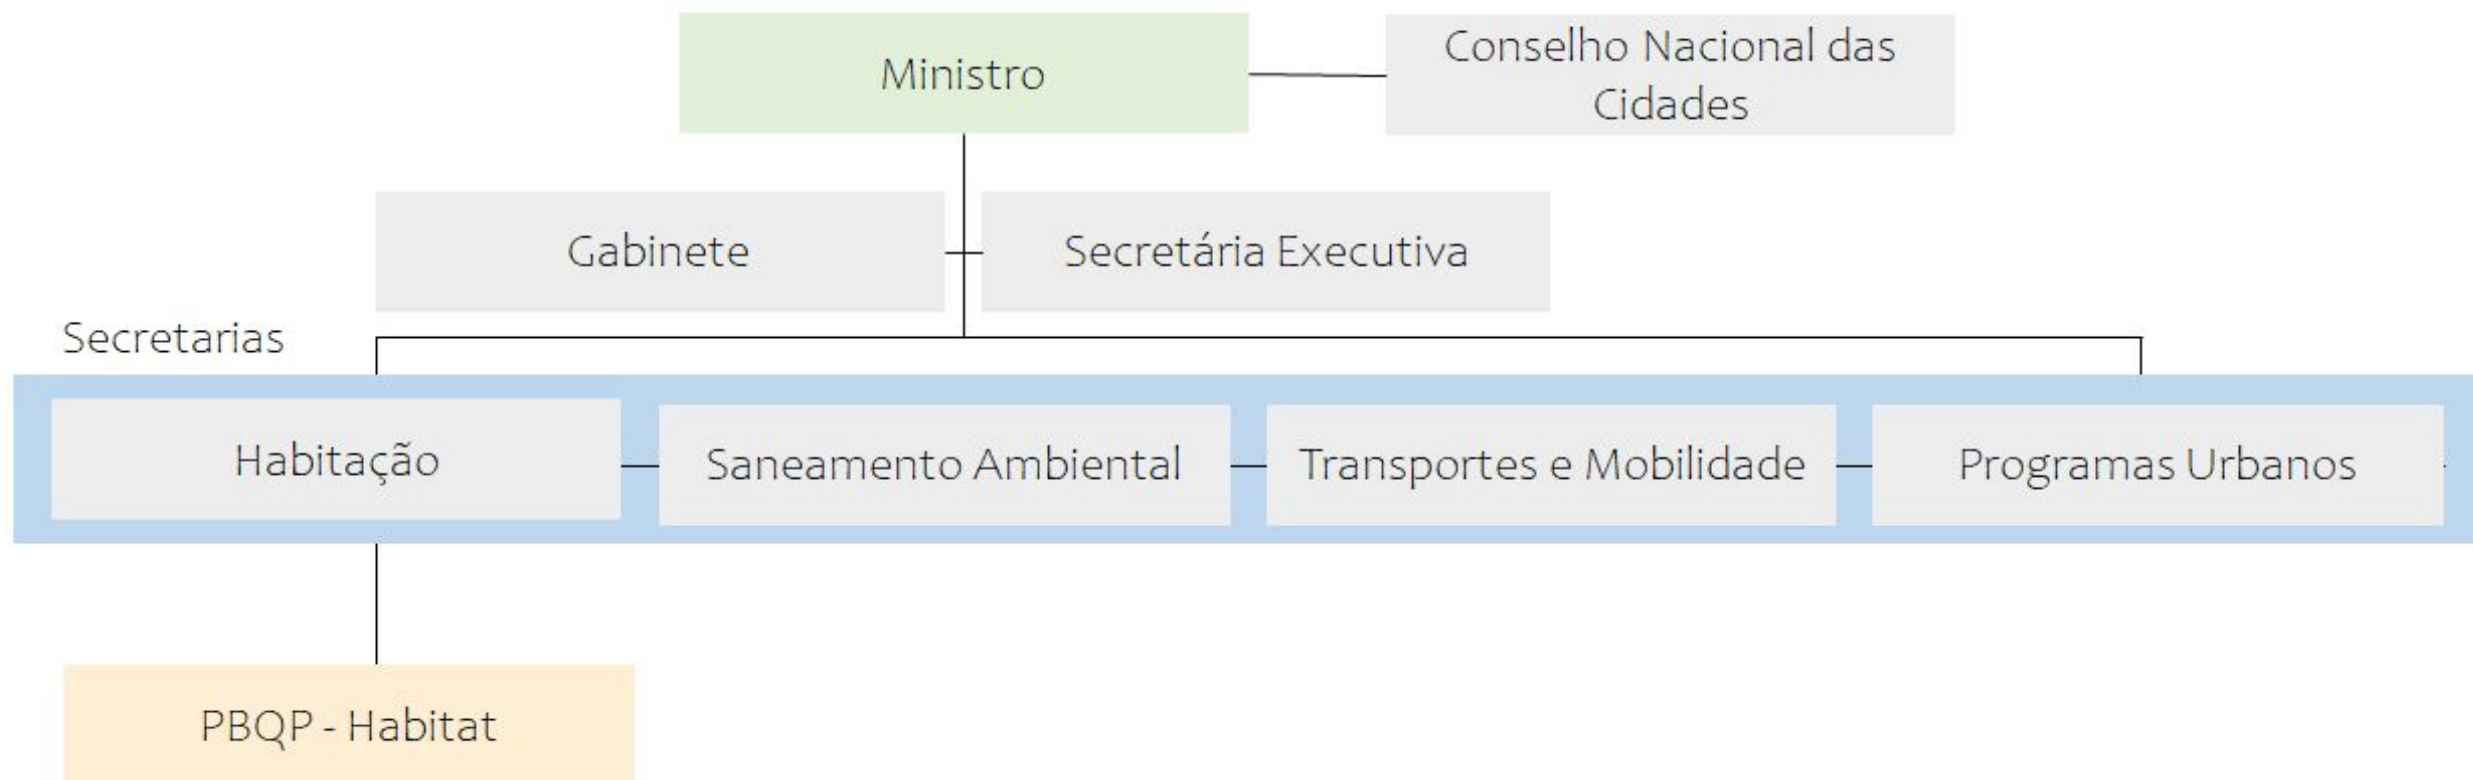 Ministro
Conselho Nacional das
Cidades
Gabinete
Secretária Executiva
Secretarias
Habitação
Saneamento Ambiental
Transportes e Mobilidade
Programas Urbanos
PBQP - Habitat